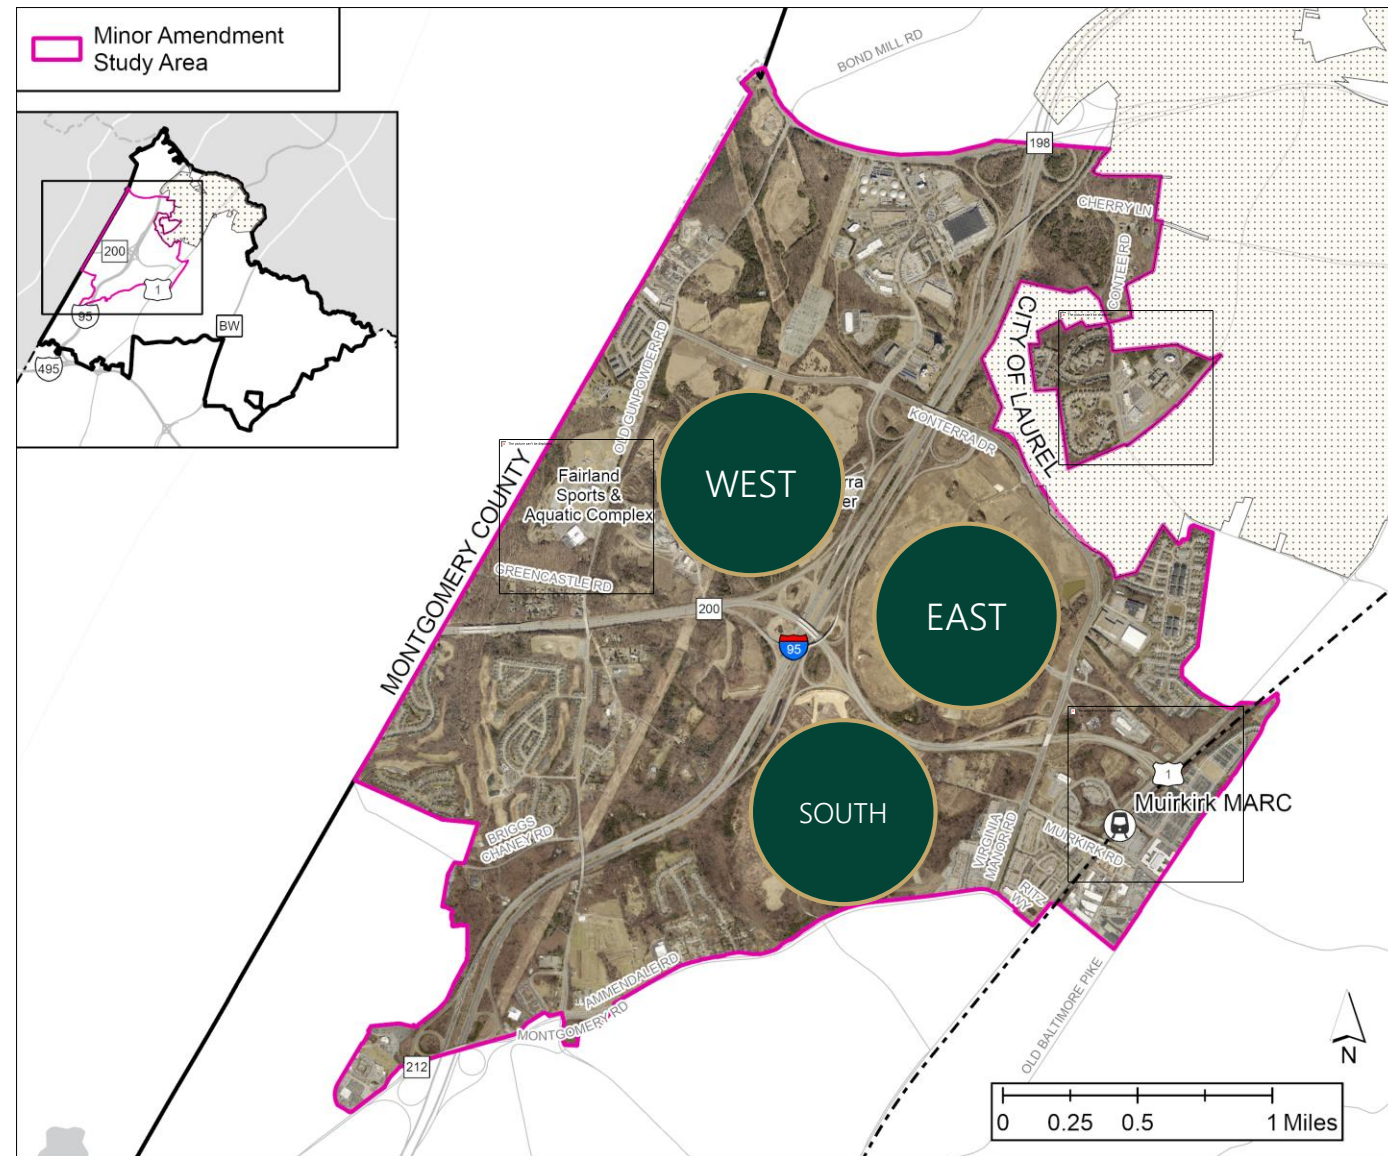 Minor Amendment
Study Area
200
1
95
BW
495
BOND MILL RD
198
CHERRY LN
CONTEE RD
CITY OF LAUREL
OLD GUNPOWDER RD
KONTERRA DR
MONTGOMERY COUNTY
Fairland
Sports &
Aquatic Complex
WEST
rra
er
GREENCASTLE RD
EAST
200
95
SOUTH
1
Muirkirk MARC
BRIGGS
CHANEY RD
VIRGINIA
MANOR RD
MUIRKIRK RD
RITZ
WY
AMMENDALE RD
MONTGOMERY RD
212
OLD BALTIMORE PIKE
N
0 0.25 0.5 1 Miles